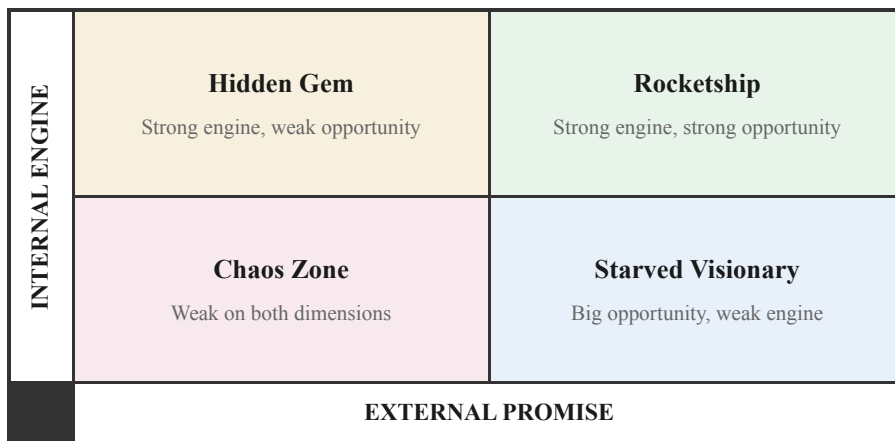 INTERNAL ENGINE
Hidden Gem
Strong engine, weak opportunity
Rocketship
Strong engine, strong opportunity
Chaos Zone
Weak on both dimensions
Starved Visionary
Big opportunity, weak engine
EXTERNAL PROMISE